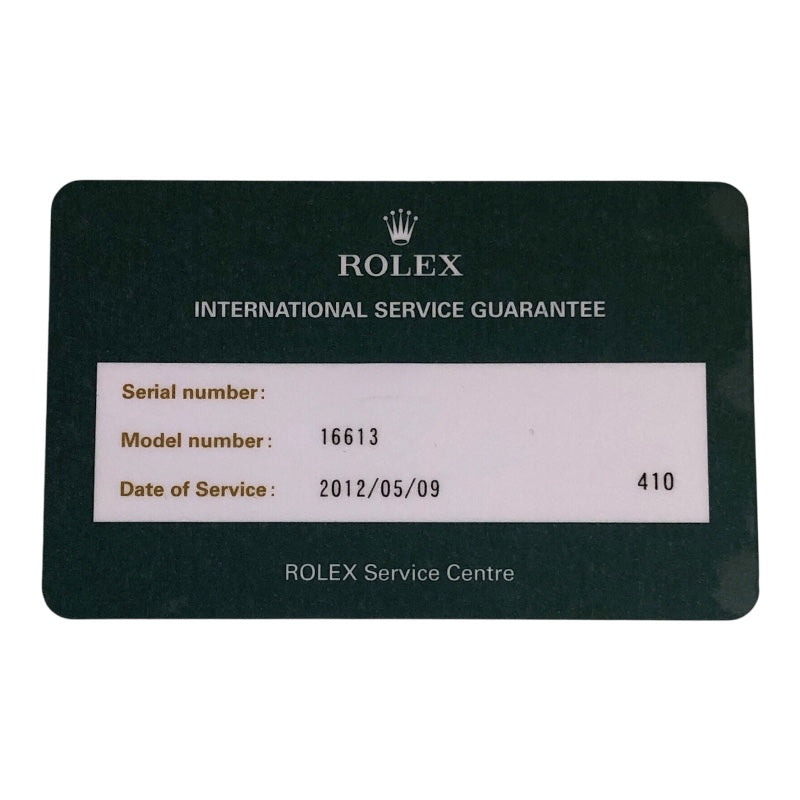 ROLEX
INTERNATIONAL SERVICE GUARANTEE
Serial number:
Model number: 16613
Date of Service: 2012/05/09 410
ROLEX Service Centre